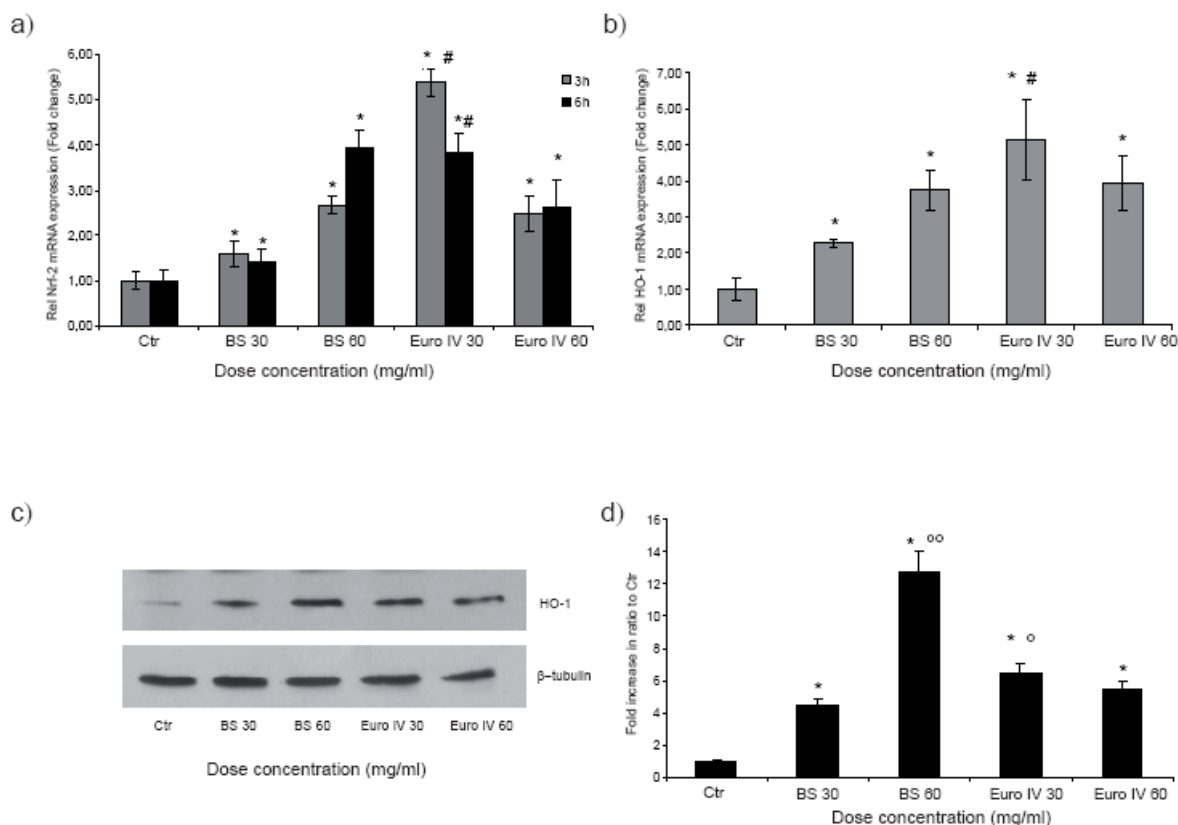 a)
Rel Nrf-2 mRNA expression (Fold change)
6,00
5,00
4,00
3,00
2,00
1,00
0,00
* #
*#
*
*
*
*
*
*
3h
6h
Ctr
BS 30
BS 60
Euro IV 30
Euro IV 60
Dose concentration (mg/ml)
b)
Rel HO-1 mRNA expression (Fold change)
7,00
6,00
5,00
4,00
3,00
2,00
1,00
0,00
*
*
* #
*
Ctr
BS 30
BS 60
Euro IV 30
Euro IV 60
Dose concentration (mg/ml)
c)
HO-1
β–tubulin
Ctr
BS 30
BS 60
Euro IV 30
Euro IV 60
Dose concentration (mg/ml)
d)
Fold increase in ratio to Ctr
16
14
12
10
8
6
4
2
0
*
* oo
* o
*
Ctr
BS 30
BS 60
Euro IV 30
Euro IV 60
Dose concentration (mg/ml)